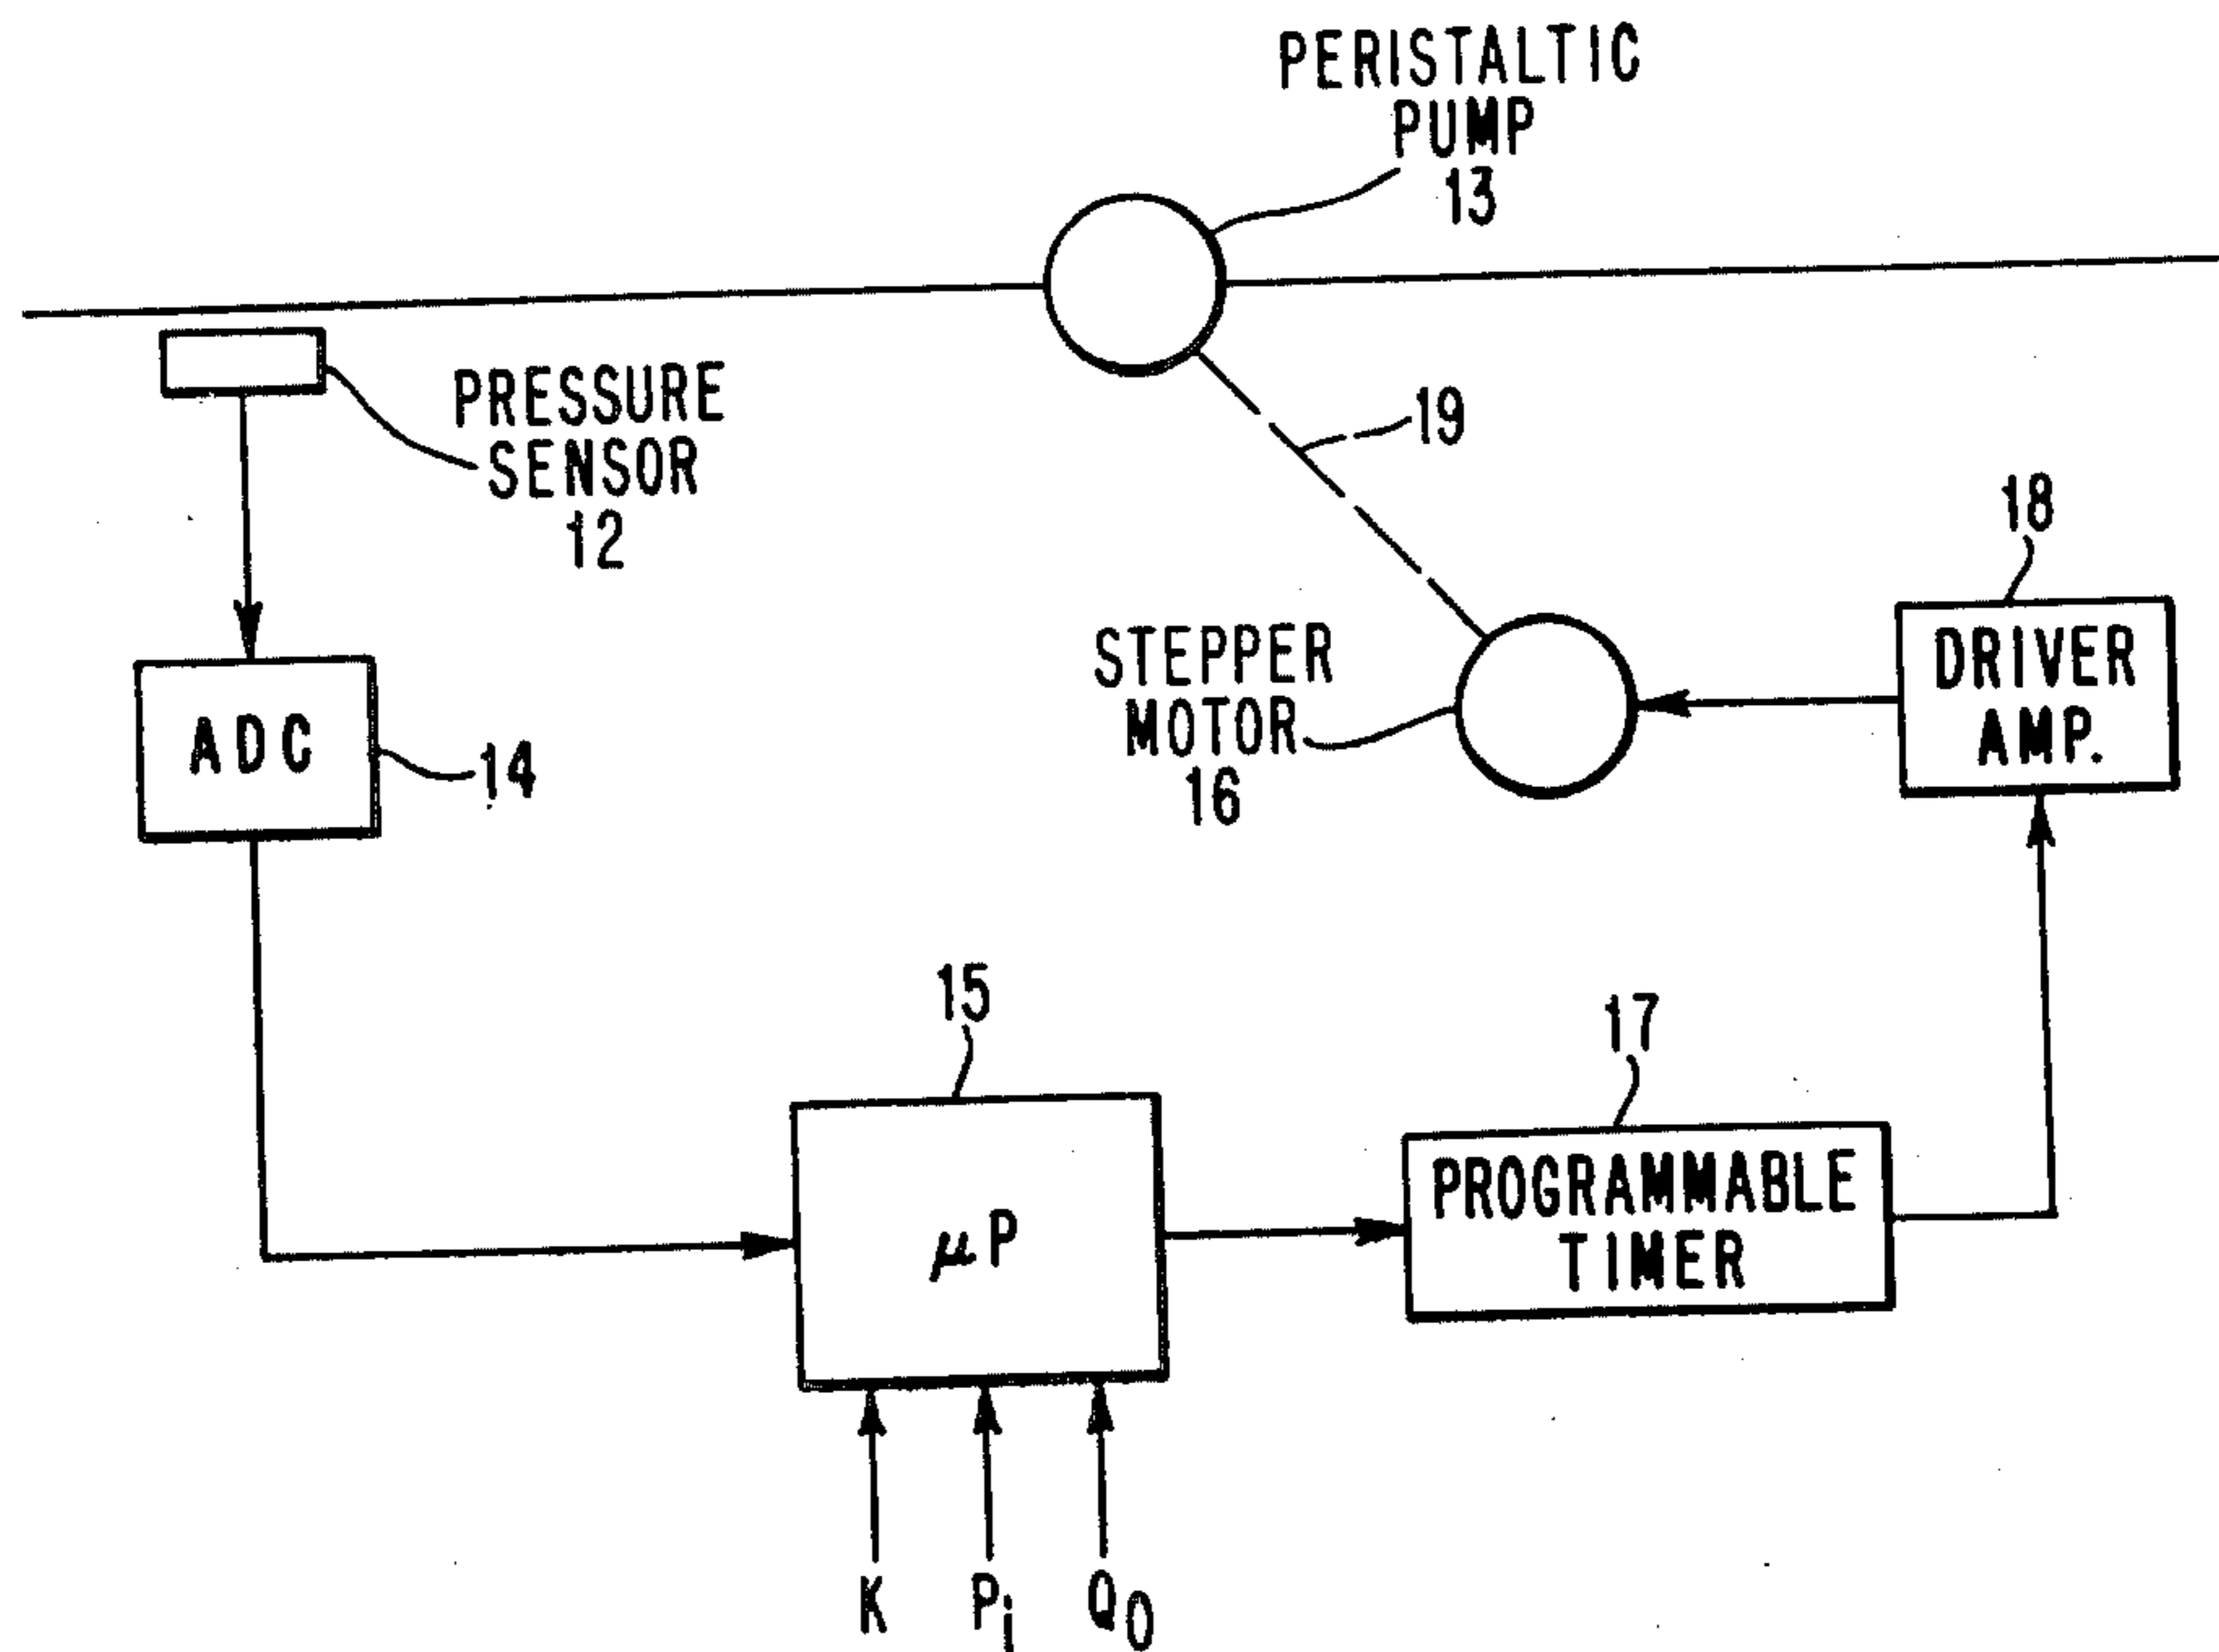 PERISTALTIC
PUMP
13
PRESSURE
SENSOR
12
19
18
DRIVER
AMP.
STEPPER
MOTOR
16
ADC
14
15
17
μP
PROGRAMMABLE
TIMER
K
Pi
Q0